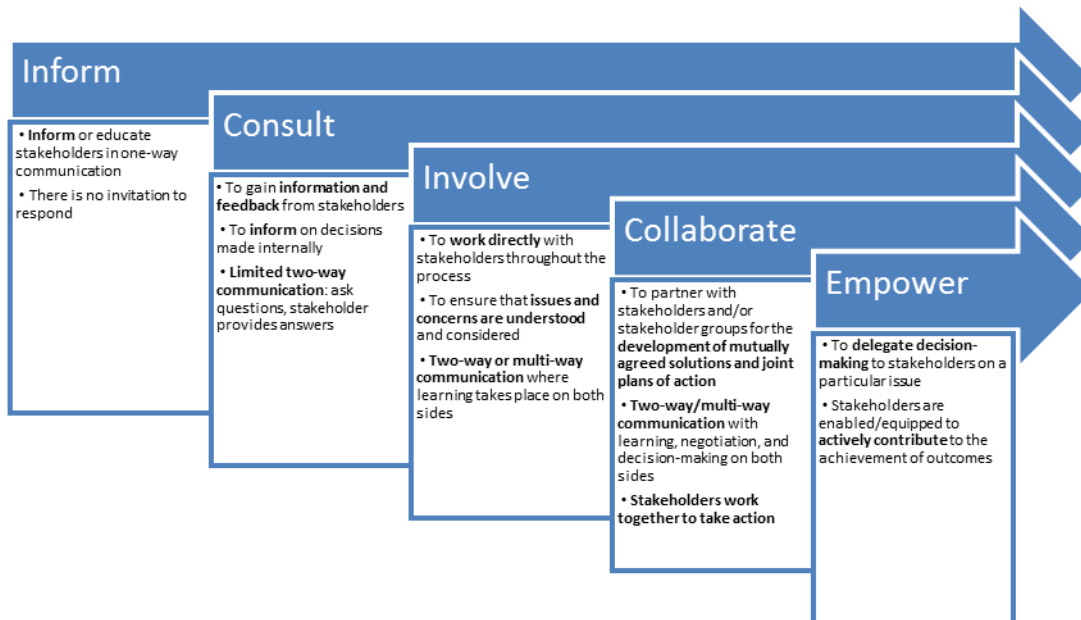 Inform
• Inform or educate
stakeholders in one-way
communication
• There is no invitation to
respond
Consult
• To gain information and
feedback from stakeholders
• To inform on decisions
made internally
• Limited two-way
communication: ask
questions, stakeholder
provides answers
Involve
• To work directly with
stakeholders throughout the
process
• To ensure that issues and
concerns are understood
and considered
• Two-way or multi-way
communication where
learning takes place on both
sides
Collaborate
• To partner with
stakeholders and/or
stakeholder groups for the
development of mutually
agreed solutions and joint
plans of action
• Two-way/multi-way
communication with
learning, negotiation, and
decision-making on both
sides
• Stakeholders work
together to take action
Empower
• To delegate decision-
making to stakeholders on a
particular issue
• Stakeholders are
enabled/equipped to
actively contribute to the
achievement of outcomes